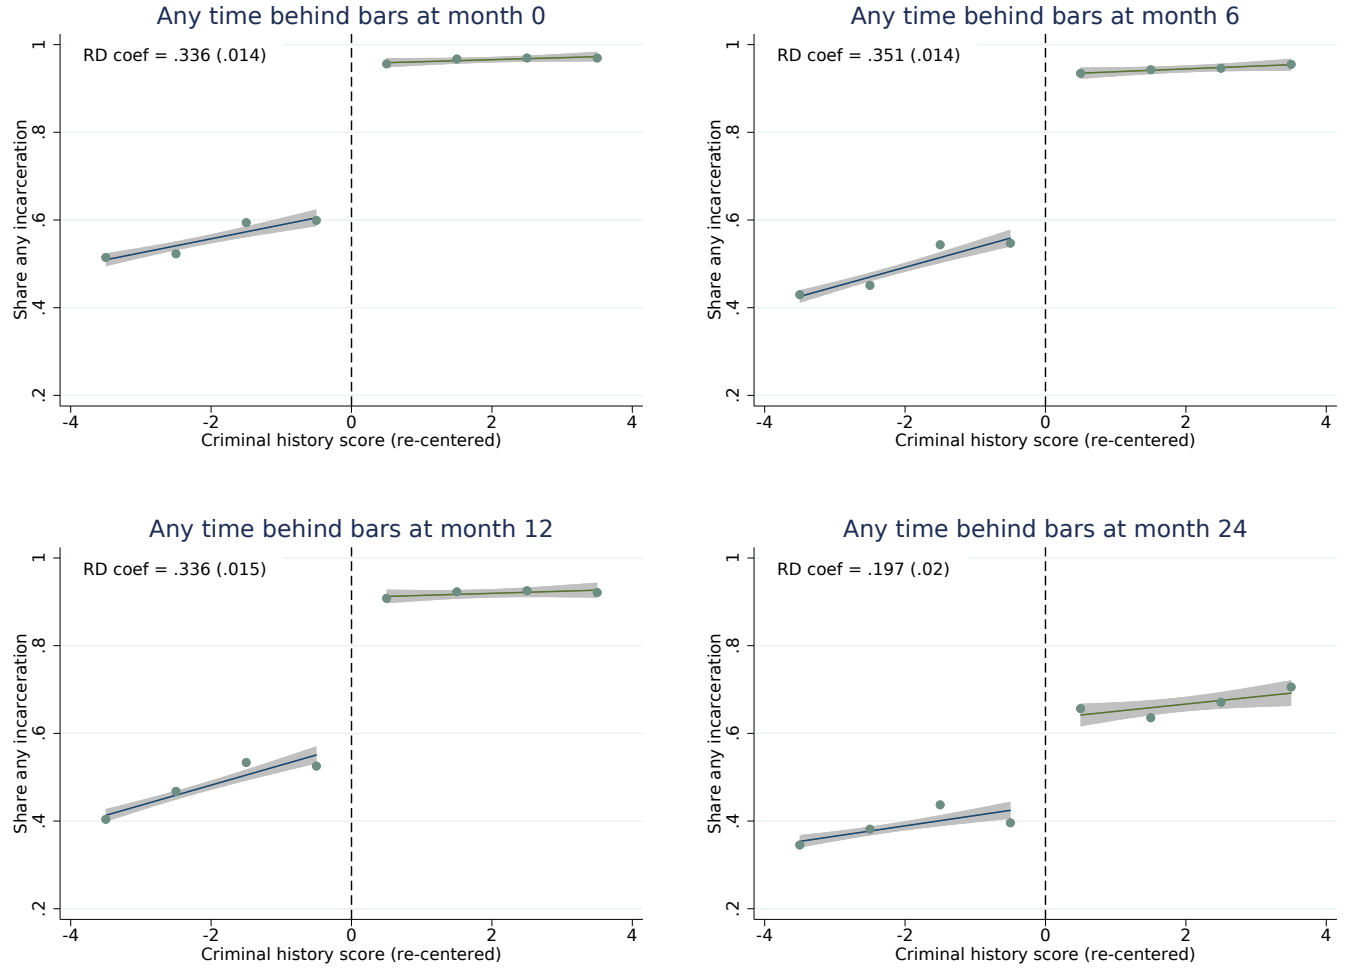 Any time behind bars at month 0
RD coef = .336 (.014)
Share any incarceration
1
.8
.6
.4
.2
-4 -2 0 2 4
Criminal history score (re-centered)
Any time behind bars at month 6
RD coef = .351 (.014)
Share any incarceration
1
.8
.6
.4
.2
-4 -2 0 2 4
Criminal history score (re-centered)
Any time behind bars at month 12
RD coef = .336 (.015)
Share any incarceration
1
.8
.6
.4
.2
-4 -2 0 2 4
Criminal history score (re-centered)
Any time behind bars at month 24
RD coef = .197 (.02)
Share any incarceration
1
.8
.6
.4
.2
-4 -2 0 2 4
Criminal history score (re-centered)